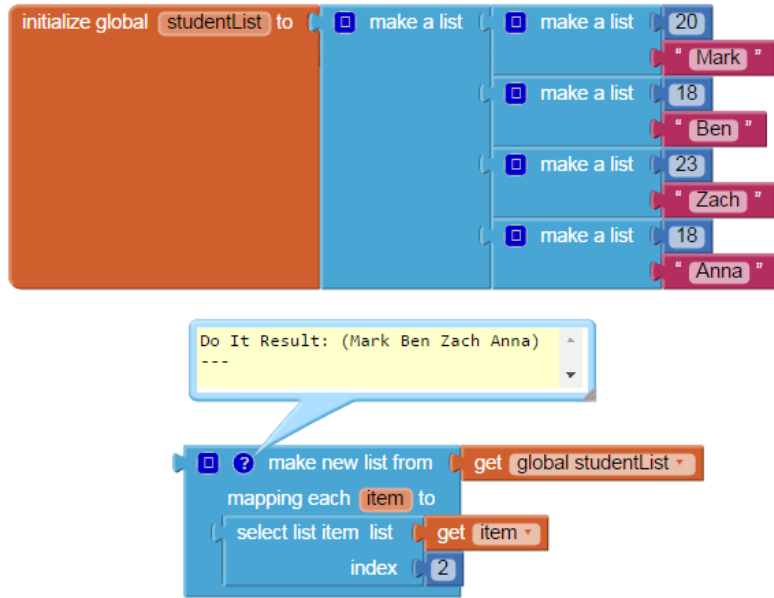 initialize global studentList to make a list make a list 20
" Mark "
make a list 18
" Ben "
make a list 23
" Zach "
make a list 18
" Anna "
Do It Result: (Mark Ben Zach Anna)
---
? make new list from get global studentList
mapping each item to
select list item list get item
index 2